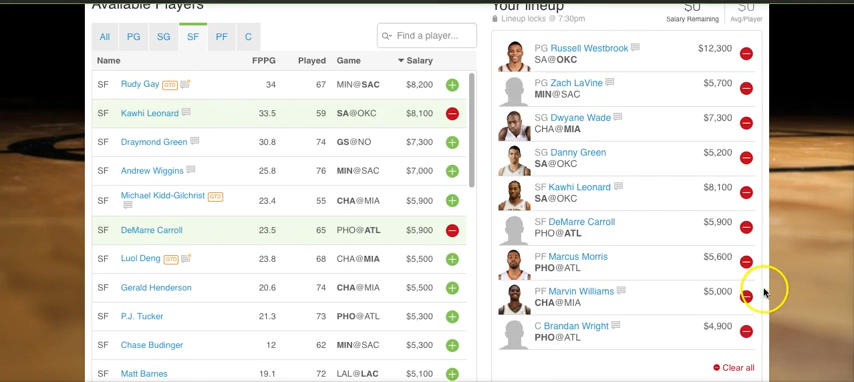 Available Players
All PG SG SF PF C
Find a player...
Name FPPG Played Game Salary
SF Rudy Gay GTD 34 67 MIN@SAC $8,200
SF Kawhi Leonard 33.5 59 SA@OKC $8,100
SF Draymond Green 30.8 74 GS@NO $7,300
SF Andrew Wiggins 25.8 76 MIN@SAC $7,000
SF Michael Kidd-Gilchrist GTD 23.4 55 CHA@MIA $5,900
SF DeMarre Carroll 23.5 65 PHO@ATL $5,900
SF Luol Deng GTD 23.8 68 CHA@MIA $5,500
SF Gerald Henderson 20.6 74 CHA@MIA $5,500
SF P.J. Tucker 21.3 73 PHO@ATL $5,300
SF Chase Budinger 12 62 MIN@SAC $5,300
SF Matt Barnes 19.1 72 LAL@LAC $5,100
Your lineup
Lineup locks @ 7:30pm
$0
Salary Remaining
$0
Avg/Player
PG Russell Westbrook $12,300
SA@OKC
PG Zach LaVine $5,700
MIN@SAC
SG Dwyane Wade $7,300
CHA@MIA
SG Danny Green $5,200
SA@OKC
SF Kawhi Leonard $8,100
SA@OKC
SF DeMarre Carroll $5,900
PHO@ATL
PF Marcus Morris $5,600
PHO@ATL
PF Marvin Williams $5,000
CHA@MIA
C Brandan Wright $4,900
PHO@ATL
Clear all